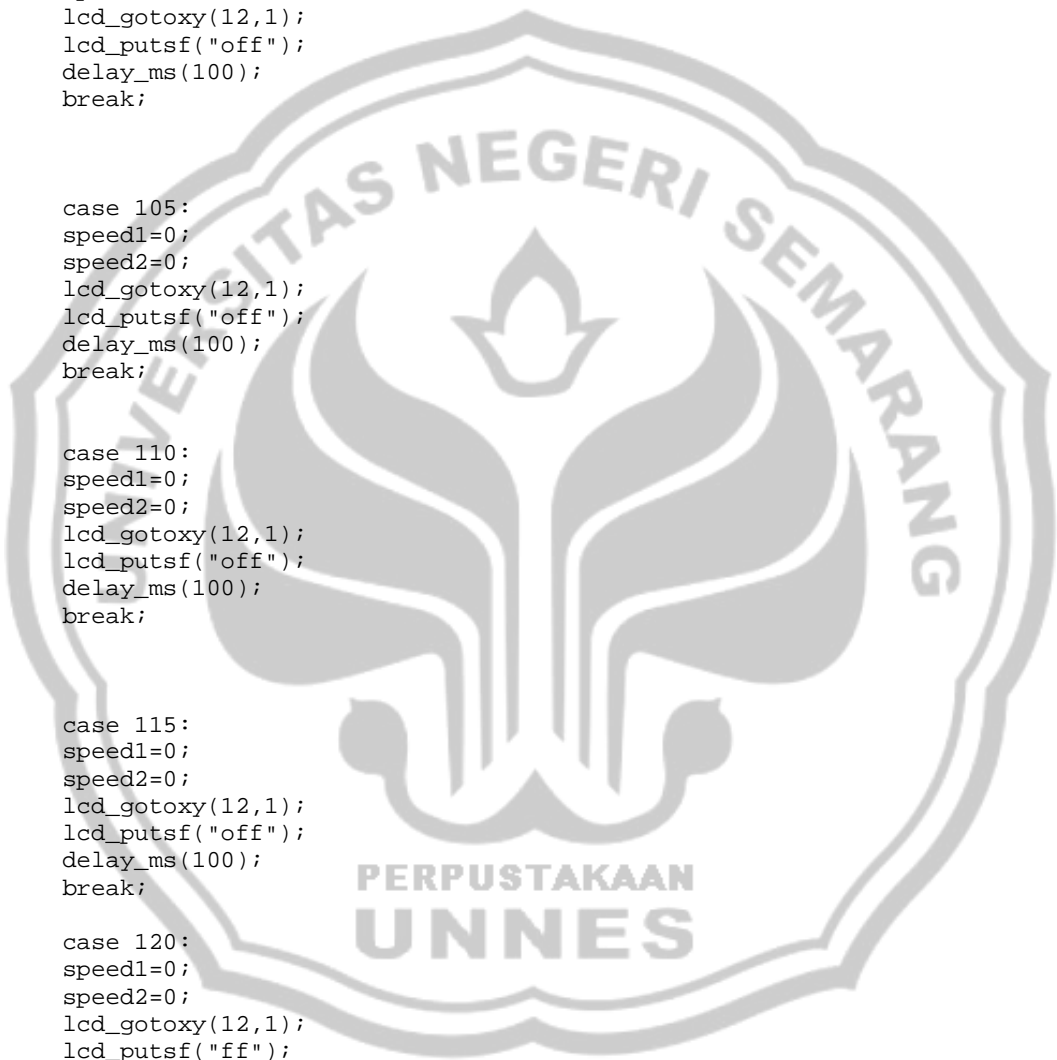 lcd_gotoxy(12,1);
lcd_putsf("off");
delay_ms(100);
break;
case 105:
speed1=0;
speed2=0;
lcd_gotoxy(12,1);
lcd_putsf("off");
delay_ms(100);
break;
case 110:
speed1=0;
speed2=0;
lcd_gotoxy(12,1);
lcd_putsf("off");
delay_ms(100);
break;
case 115:
speed1=0;
speed2=0;
lcd_gotoxy(12,1);
lcd_putsf("off");
delay_ms(100);
break;
case 120:
speed1=0;
speed2=0;
lcd_gotoxy(12,1);
lcd_putsf("ff");
UNIVERSITAS NEGERI SEMARANG
PERPUSTAKAAN
UNNES